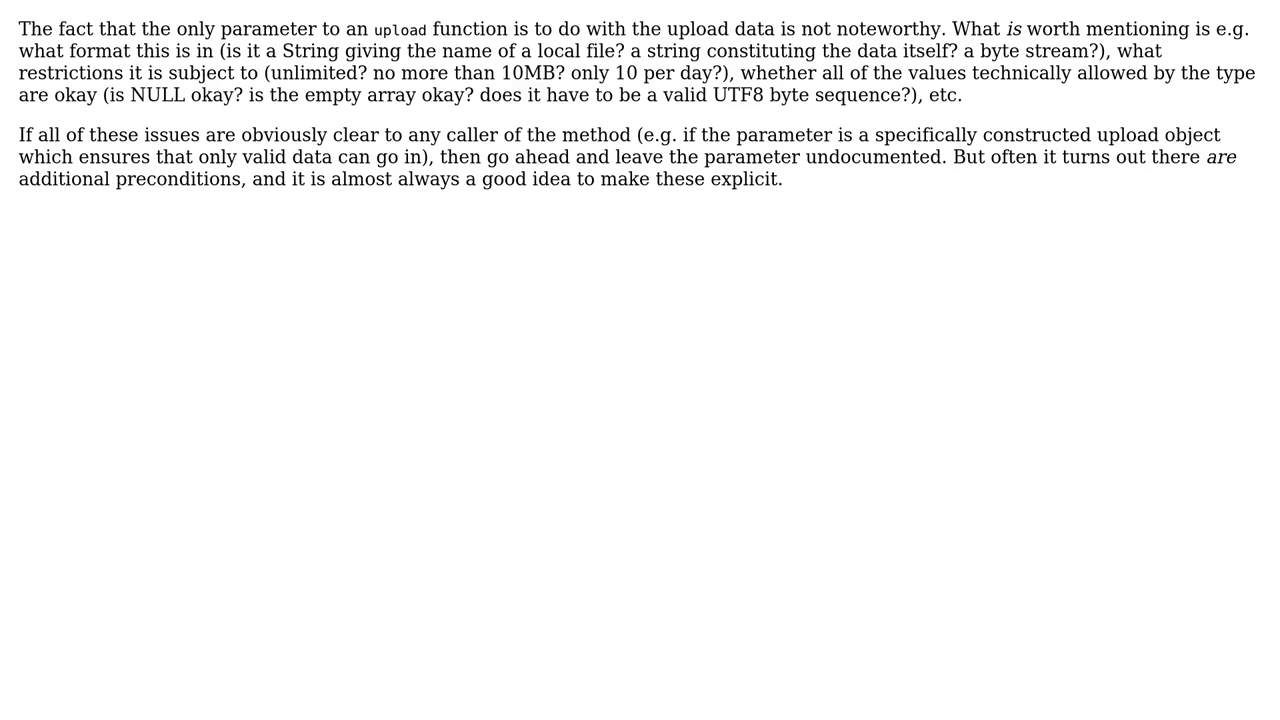 The fact that the only parameter to an upload function is to do with the upload data is not noteworthy. What is worth mentioning is e.g.
what format this is in (is it a String giving the name of a local file? a string constituting the data itself? a byte stream?), what
restrictions it is subject to (unlimited? no more than 10MB? only 10 per day?), whether all of the values technically allowed by the type
are okay (is NULL okay? is the empty array okay? does it have to be a valid UTF8 byte sequence?), etc.
If all of these issues are obviously clear to any caller of the method (e.g. if the parameter is a specifically constructed upload object
which ensures that only valid data can go in), then go ahead and leave the parameter undocumented. But often it turns out there are
additional preconditions, and it is almost always a good idea to make these explicit.